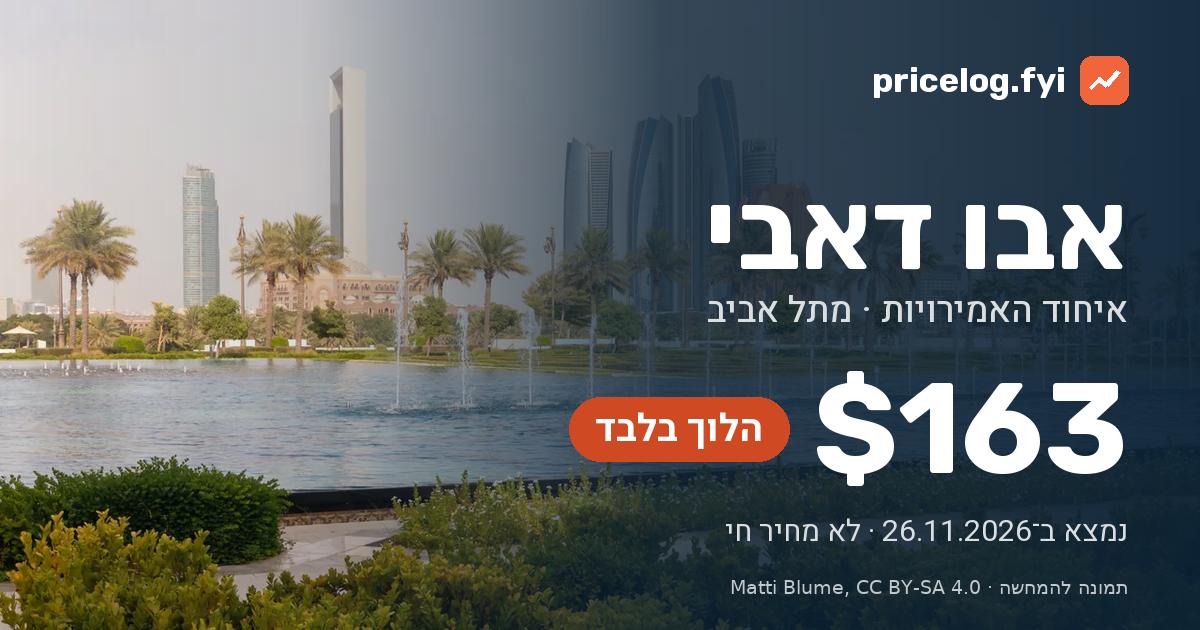 pricelog.fyi
אבו דאבי
איחוד האמירויות · מתל אביב
$163
הלוך בלבד
נמצא ב־26.11.2026 · לא מחיר חי
תמונה להמחשה · Matti Blume, CC BY-SA 4.0